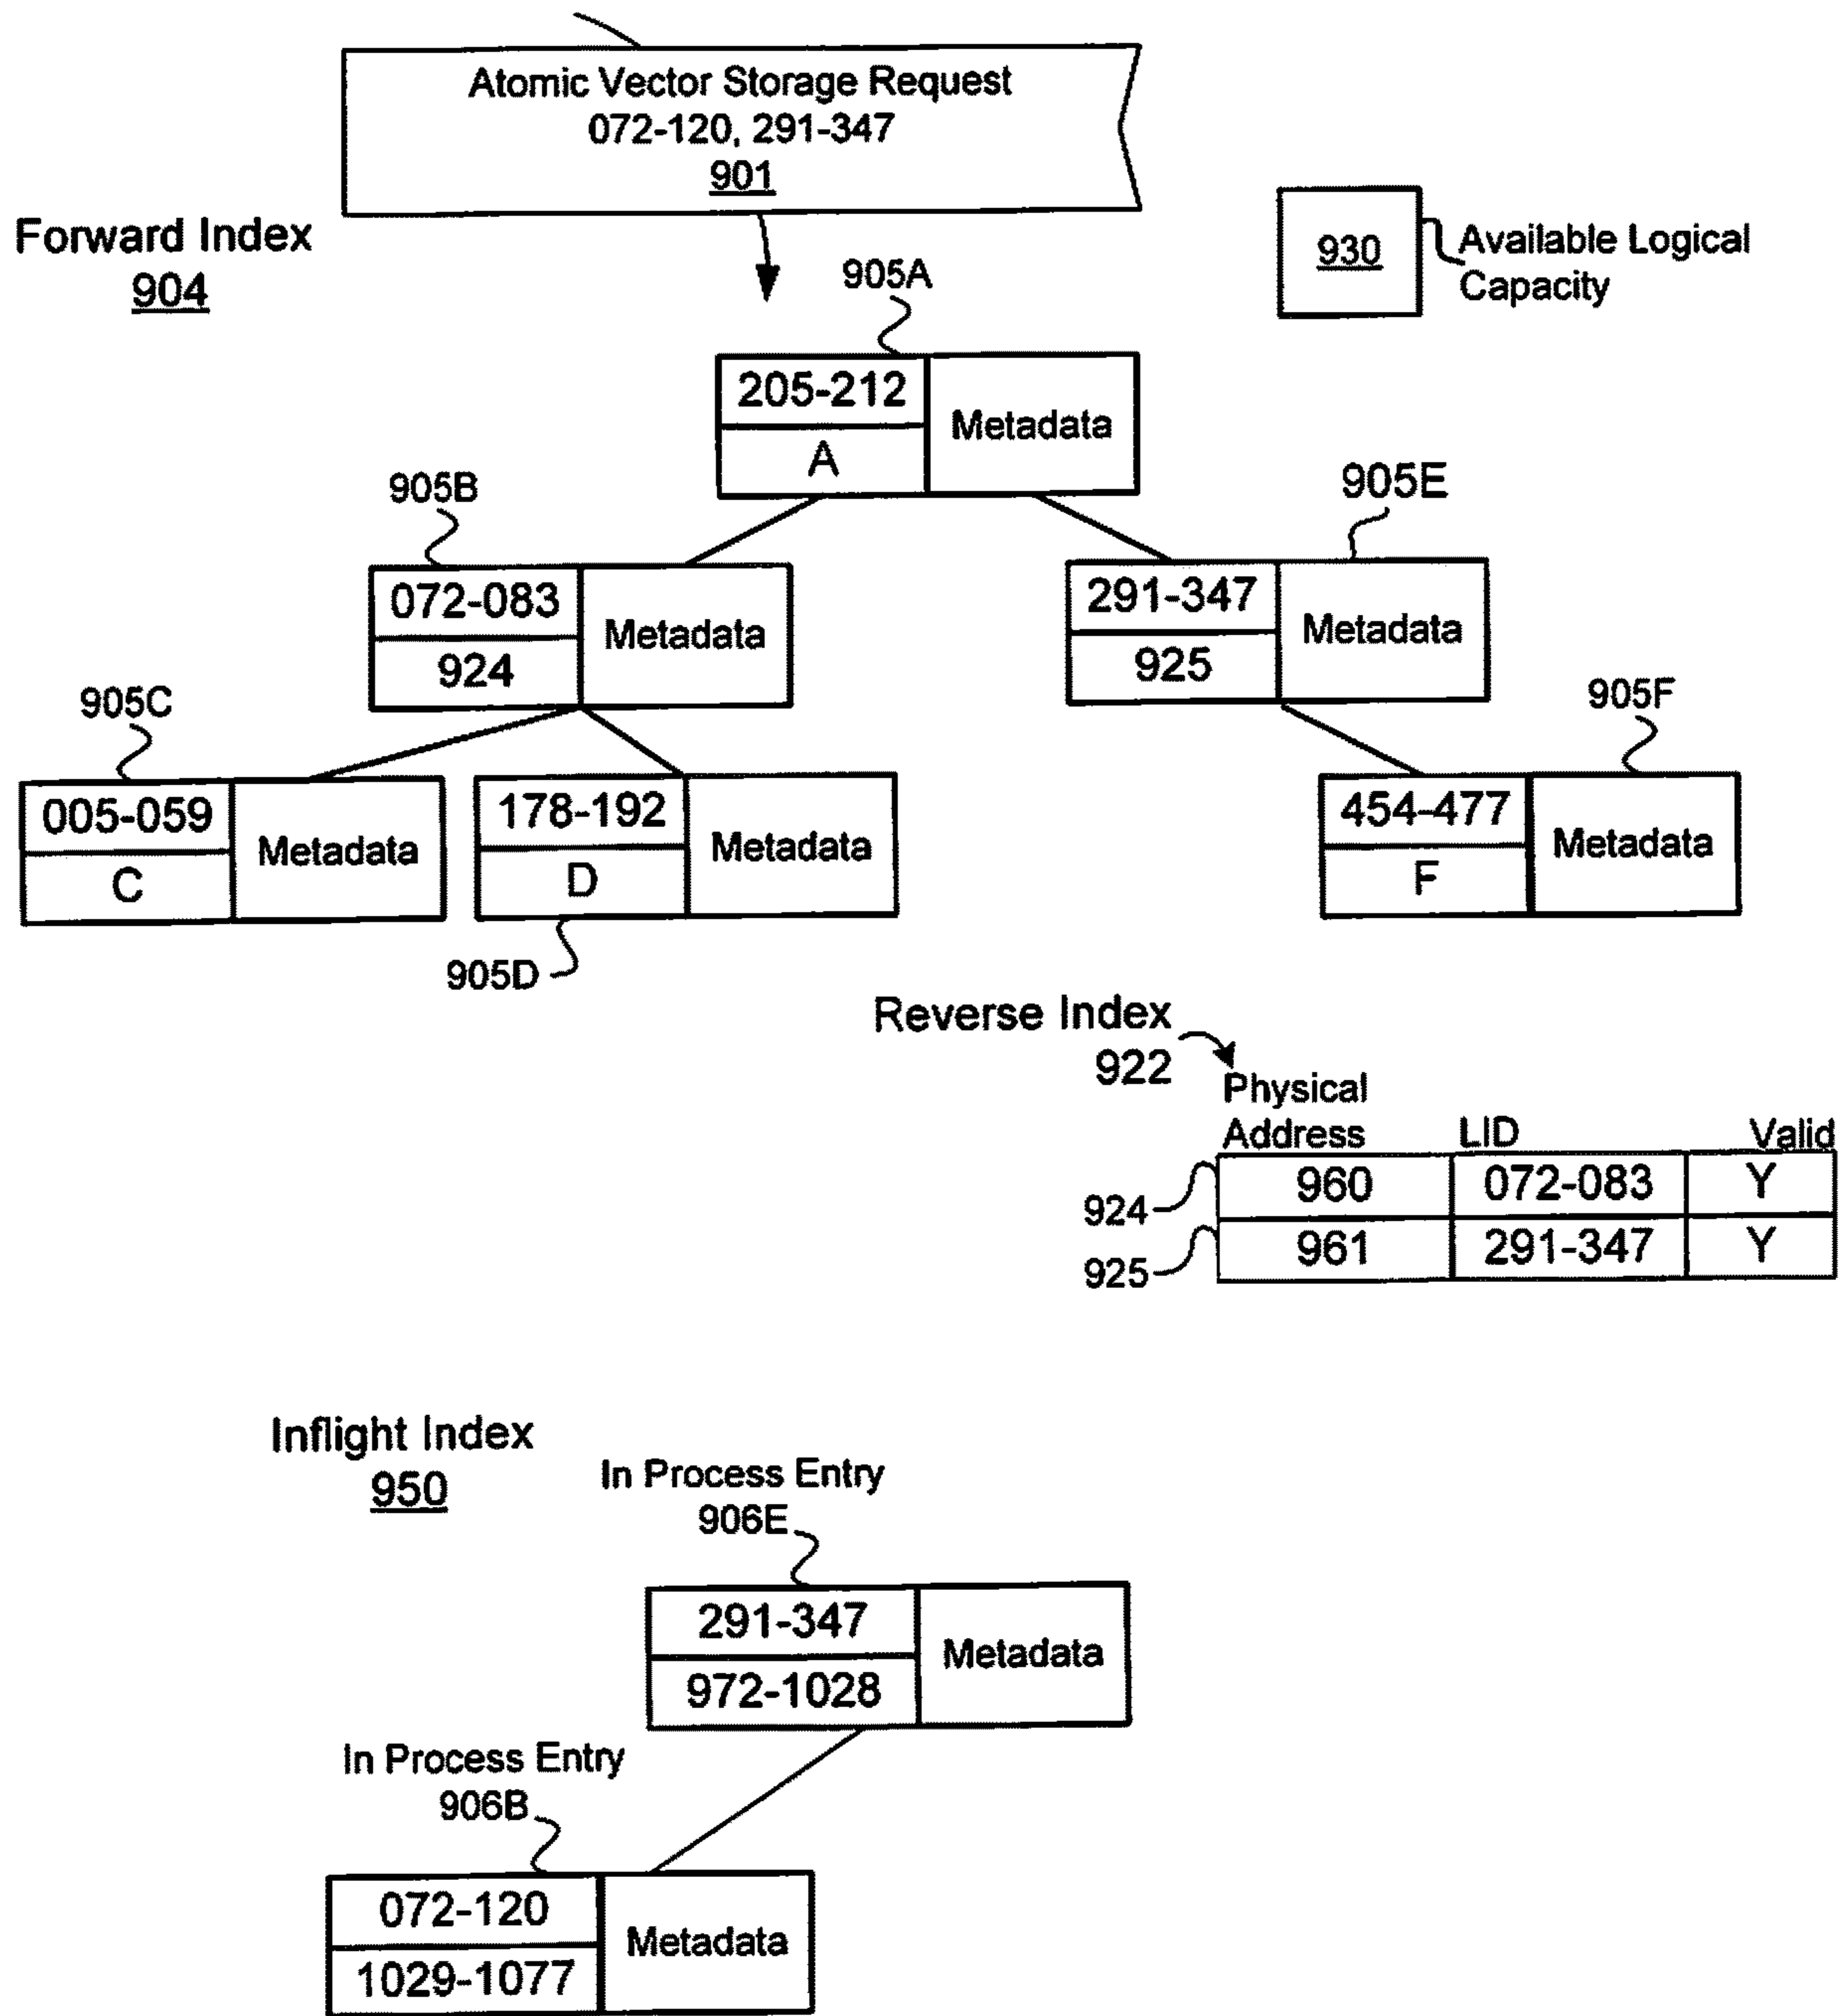 Atomic Vector Storage Request
072-120, 291-347
901
Forward Index
904
930
Available Logical
Capacity
905A
205-212
A
Metadata
905B
072-083
924
Metadata
905E
291-347
925
Metadata
905C
005-059
C
Metadata
178-192
D
Metadata
905D
905F
454-477
F
Metadata
Reverse Index
922
Physical
Address LID Valid
924 960 072-083 Y
925 961 291-347 Y
Inflight Index
950
In Process Entry
906E
291-347
972-1028
Metadata
In Process Entry
906B
072-120
1029-1077
Metadata